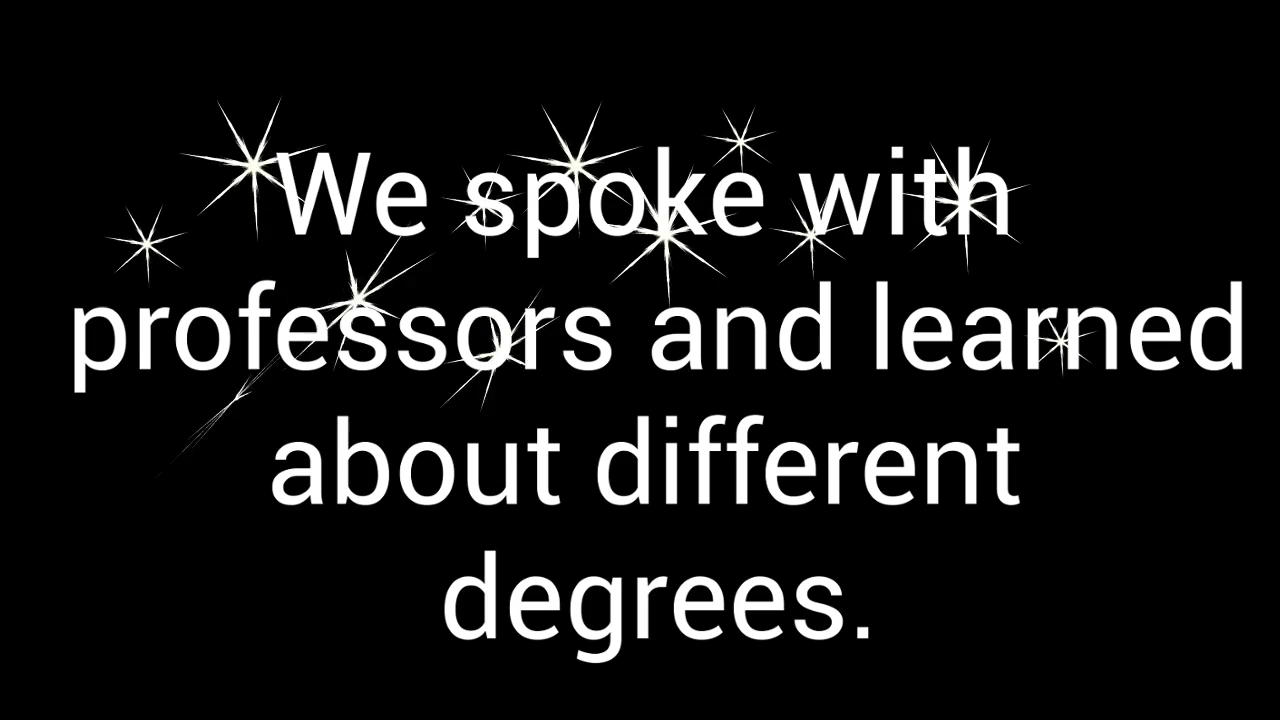 We spoke with
professors and learned
about different
degrees.